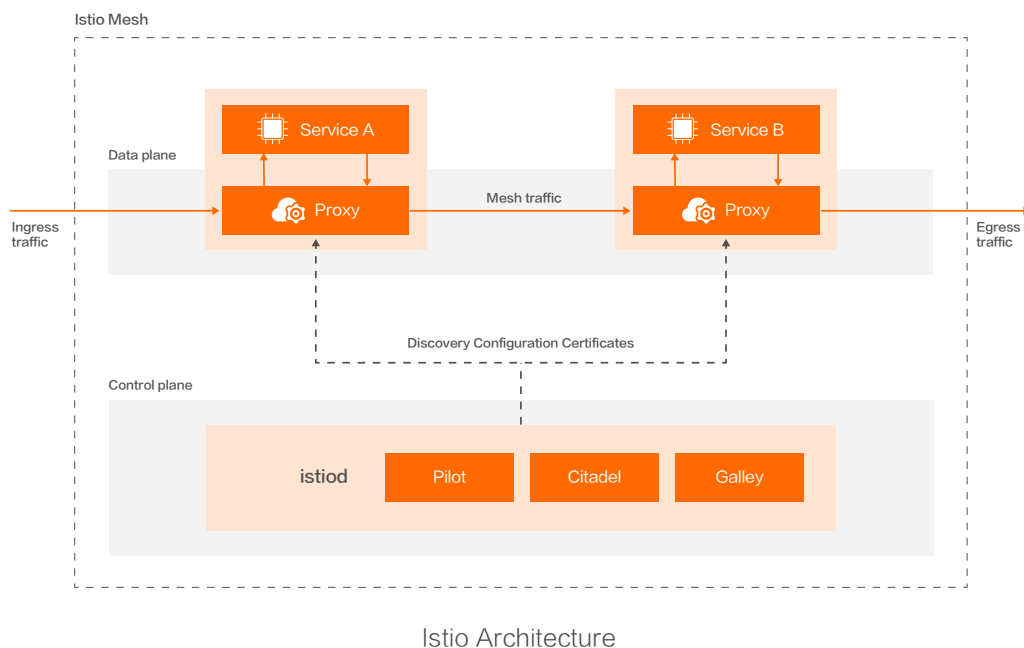 Istio Mesh
Service A
Service B
Data plane
Proxy
Mesh traffic
Proxy
Ingress
traffic
Egress
traffic
Discovery Configuration Certificates
Control plane
istiod
Pilot
Citadel
Galley
Istio Architecture